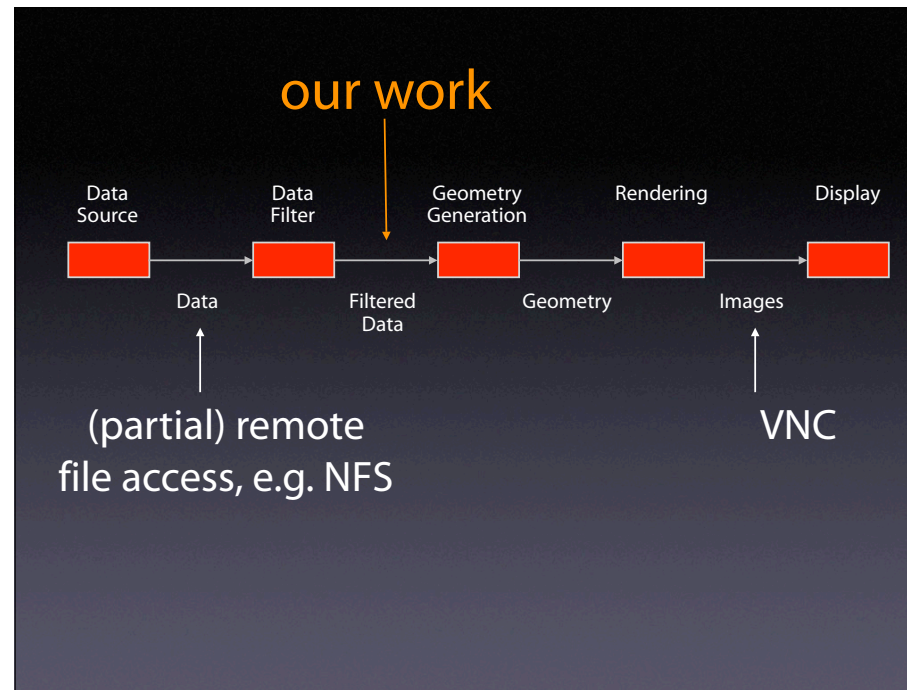 our work
Data
Source
Data
Filter
Geometry
Generation
Rendering
Display
Data
Filtered
Data
Geometry
Images
(partial) remote
file access, e.g. NFS
VNC